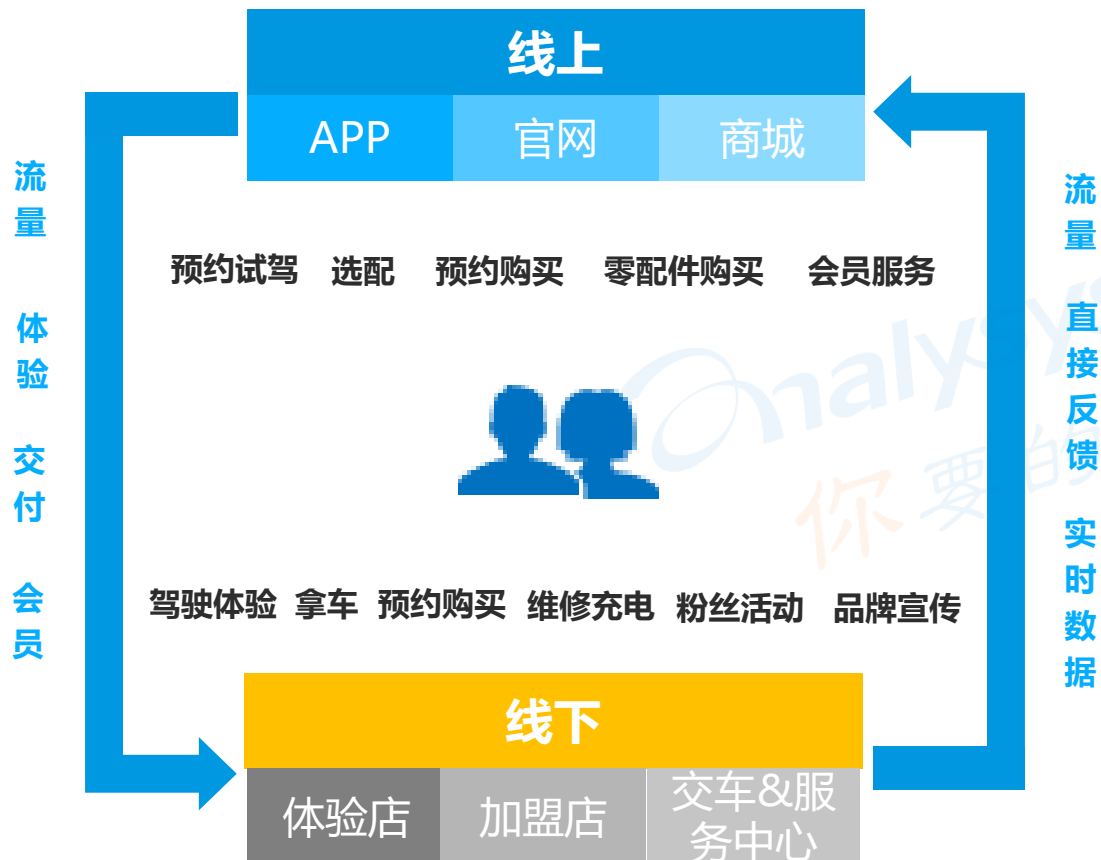 线上
APP 官网 商城
流量
体验
交付
会员
预约试驾 选配 预约购买 零配件购买 会员服务
流量
直接反馈
实时数据
analysys
你要的
驾驶体验 拿车 预约购买 维修充电 粉丝活动 品牌宣传
线下
体验店 加盟店 交车&服
务中心